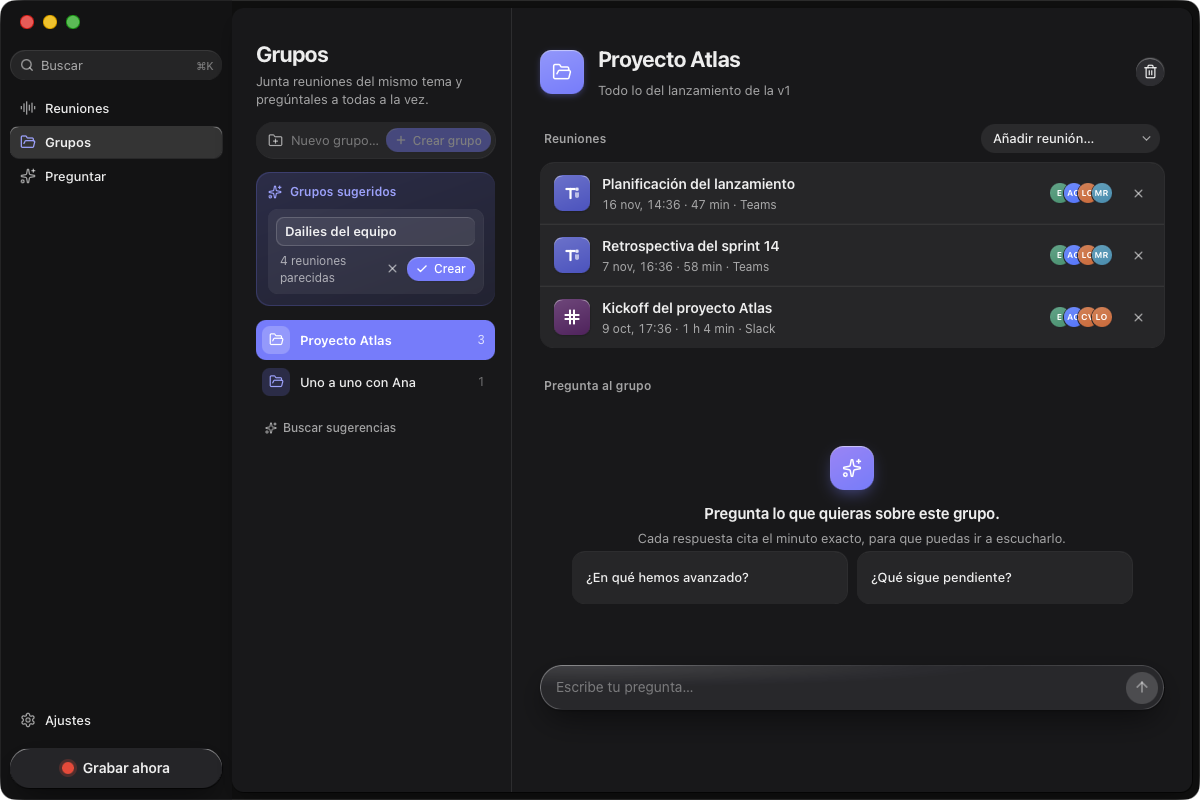 Buscar
⌘K
Reuniones
Grupos
Preguntar
Ajustes
Grabar ahora
Grupos
Junta reuniones del mismo tema y
pregúntales a todas a la vez.
Nuevo grupo...
+ Crear grupo
Grupos sugeridos
Dailies del equipo
4 reuniones
parecidas
Crear
Proyecto Atlas
3
Uno a uno con Ana
1
Buscar sugerencias
Proyecto Atlas
Todo lo del lanzamiento de la v1
Reuniones
Añadir reunión...
Planificación del lanzamiento
16 nov, 14:36 · 47 min · Teams
E
LO
MR
Retrospectiva del sprint 14
7 nov, 16:36 · 58 min · Teams
E
LO
MR
Kickoff del proyecto Atlas
9 oct, 17:36 · 1 h 4 min · Slack
E
LO
Pregunta al grupo
Pregunta lo que quieras sobre este grupo.
Cada respuesta cita el minuto exacto, para que puedas ir a escucharlo.
¿En qué hemos avanzado?
¿Qué sigue pendiente?
Escribe tu pregunta...